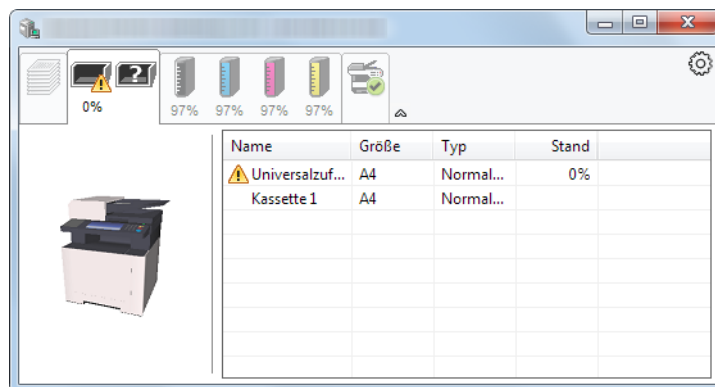 0% 97% 97% 97% 97%
Name Größe Typ Stand
Universalzuf... A4 Normal... 0%
Kassette 1 A4 Normal...